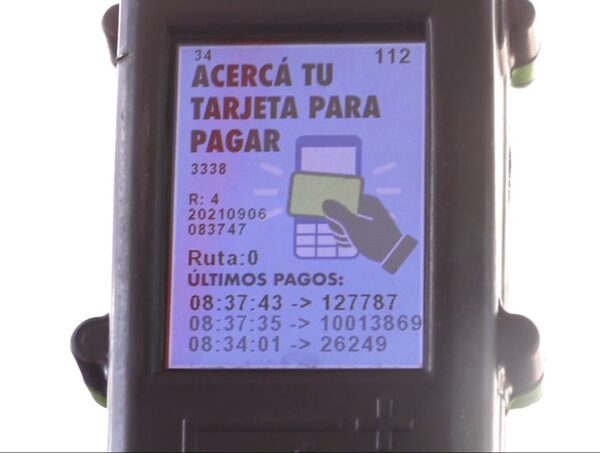 34 112
ACERCÁ TU
TARJETA PARA
PAGAR
3338
R: 4
20210906
083747
Ruta:0
ÚLTIMOS PAGOS:
08:37:43 -> 127787
08:37:35 -> 10013869
08:34:01 -> 26249